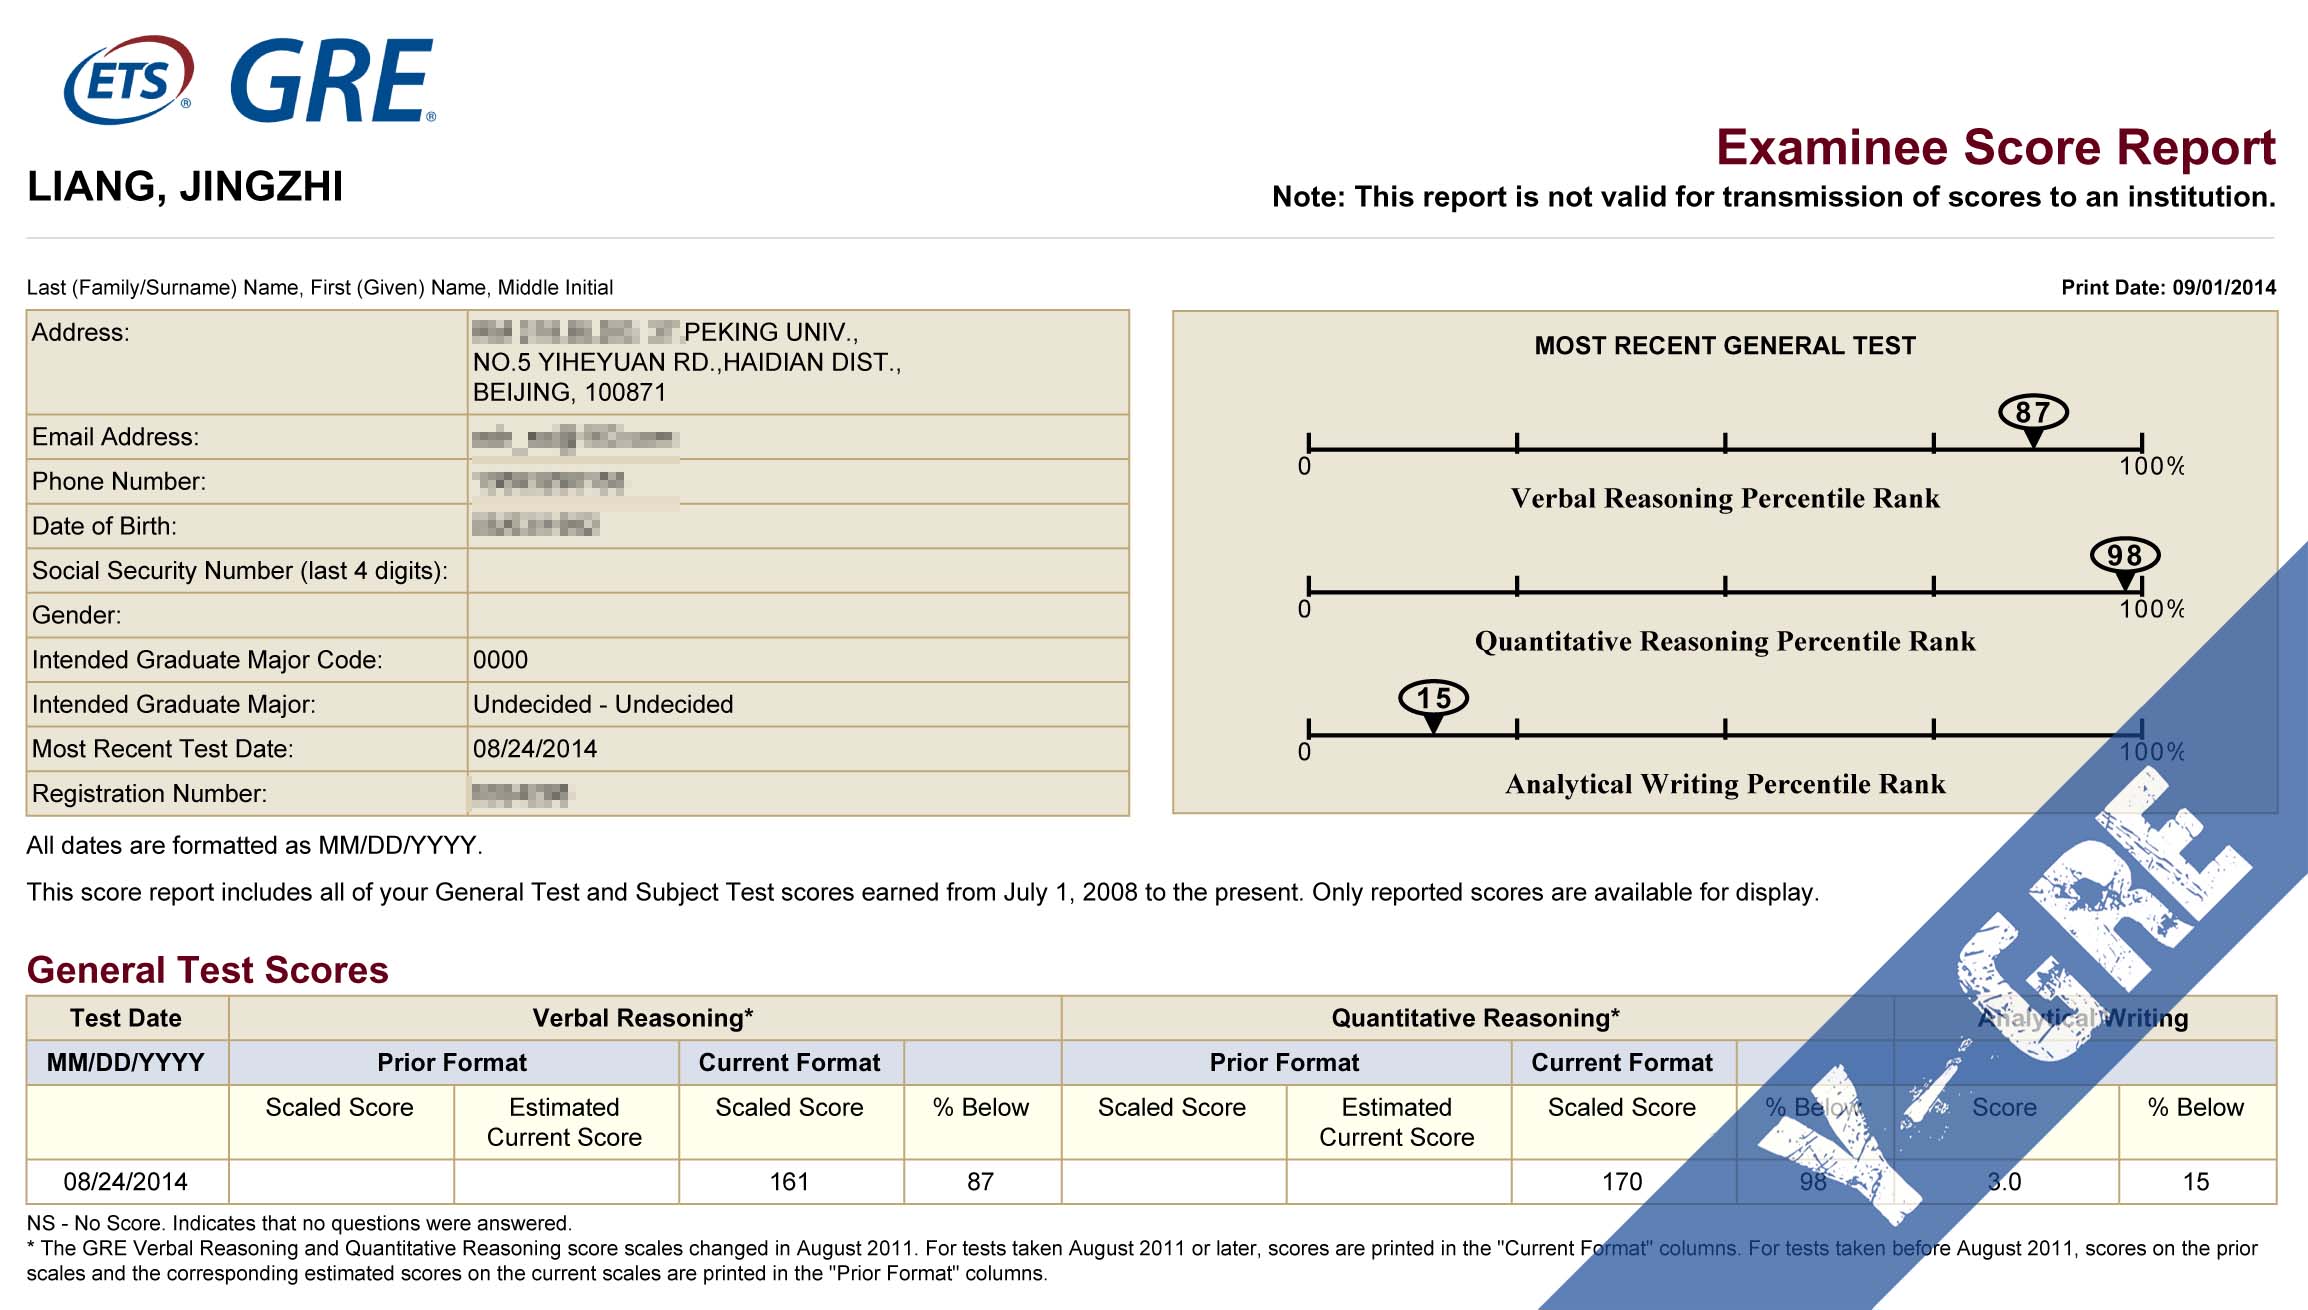 ETS® GRE®
Examinee Score Report
LIANG, JINGZHI
Note: This report is not valid for transmission of scores to an institution.
Last (Family/Surname) Name, First (Given) Name, Middle Initial
Print Date: 09/01/2014
Address: PEKING UNIV.,
NO.5 YIHEYUAN RD.,HAIDIAN DIST.,
BEIJING, 100871
Email Address:
Phone Number:
Date of Birth:
Social Security Number (last 4 digits):
Gender:
Intended Graduate Major Code: 0000
Intended Graduate Major: Undecided - Undecided
Most Recent Test Date: 08/24/2014
Registration Number:
MOST RECENT GENERAL TEST
87
0 100%
Verbal Reasoning Percentile Rank
98
0 100%
Quantitative Reasoning Percentile Rank
15
0 100%
Analytical Writing Percentile Rank
All dates are formatted as MM/DD/YYYY.
This score report includes all of your General Test and Subject Test scores earned from July 1, 2008 to the present. Only reported scores are available for display.
General Test Scores
Test Date Verbal Reasoning* Quantitative Reasoning* Analytical Writing
MM/DD/YYYY Prior Format Current Format Prior Format Current Format
Scaled Score Estimated Scaled Score % Below Scaled Score Estimated Scaled Score % Below Score % Below
Current Score Current Score
08/24/2014 161 87 170 98 3.0 15
NS - No Score. Indicates that no questions were answered.
* The GRE Verbal Reasoning and Quantitative Reasoning score scales changed in August 2011. For tests taken August 2011 or later, scores are printed in the "Current Format" columns. For tests taken before August 2011, scores on the prior
scales and the corresponding estimated scores on the current scales are printed in the "Prior Format" columns.
Y-GRE